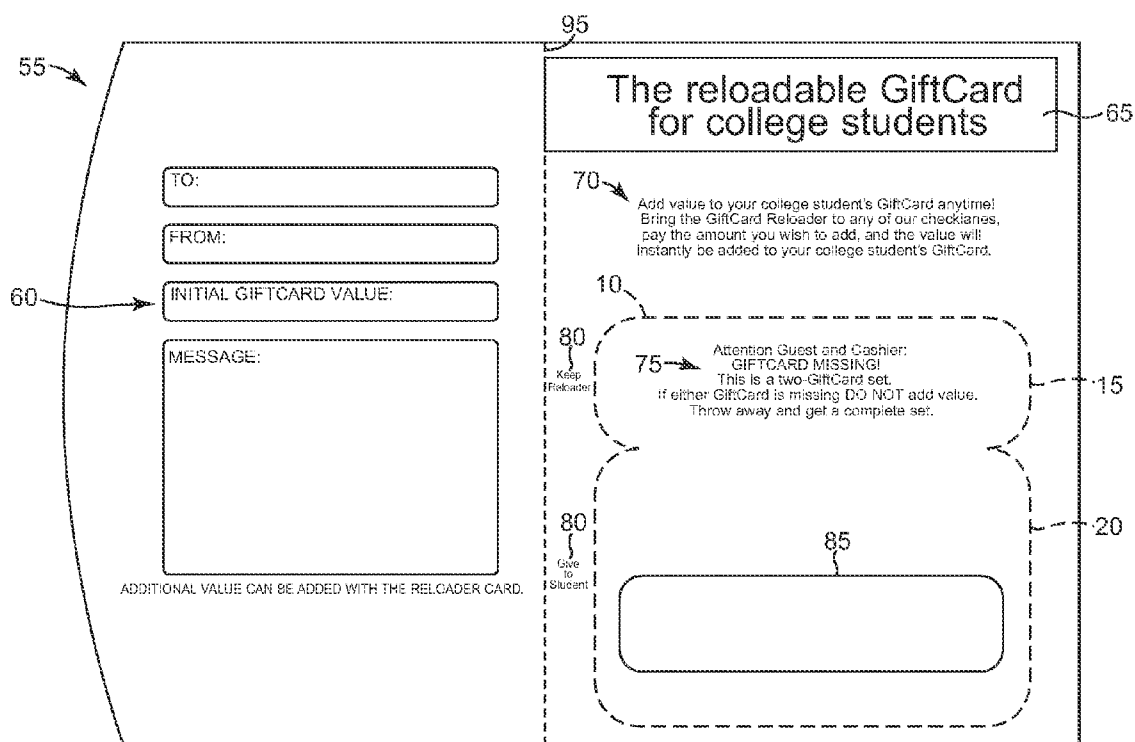 95
55
The reloadable GiftCard
for college students
65
TO:
FROM:
60
INITIAL GIFTCARD VALUE:
MESSAGE:
ADDITIONAL VALUE CAN BE ADDED WITH THE RELOADER CARD.
70
Add value to your college student's GiftCard anytime!
Bring the GiftCard Reloader to any of our checklanes,
pay the amount you wish to add, and the value will
instantly be added to your college student's GiftCard.
10
80
Keep
Reloader
75
Attention Guest and Cashier:
GIFTCARD MISSING!
This is a two-GiftCard set.
If either GiftCard is missing DO NOT add value.
Throw away and get a complete set.
15
80
Give
to
Student
85
20